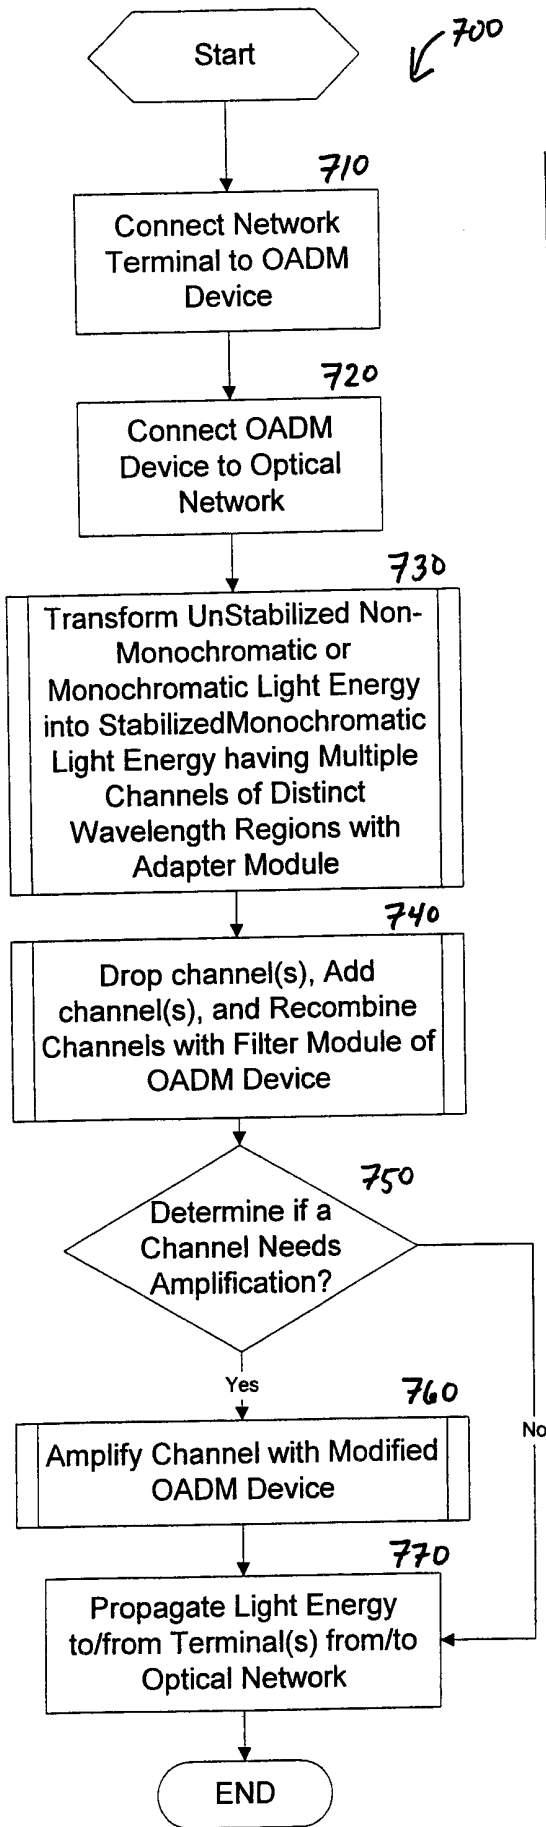 Start
700
710
Connect Network
Terminal to OADM
Device
720
Connect OADM
Device to Optical
Network
730
Transform UnStabilized Non-
Monochromatic or
Monochromatic Light Energy
into StabilizedMonochromatic
Light Energy having Multiple
Channels of Distinct
Wavelength Regions with
Adapter Module
740
Drop channel(s), Add
channel(s), and Recombine
Channels with Filter Module of
OADM Device
750
Determine if a
Channel Needs
Amplification?
Yes
No
760
Amplify Channel with Modified
OADM Device
770
Propagate Light Energy
to/from Terminal(s) from/to
Optical Network
END